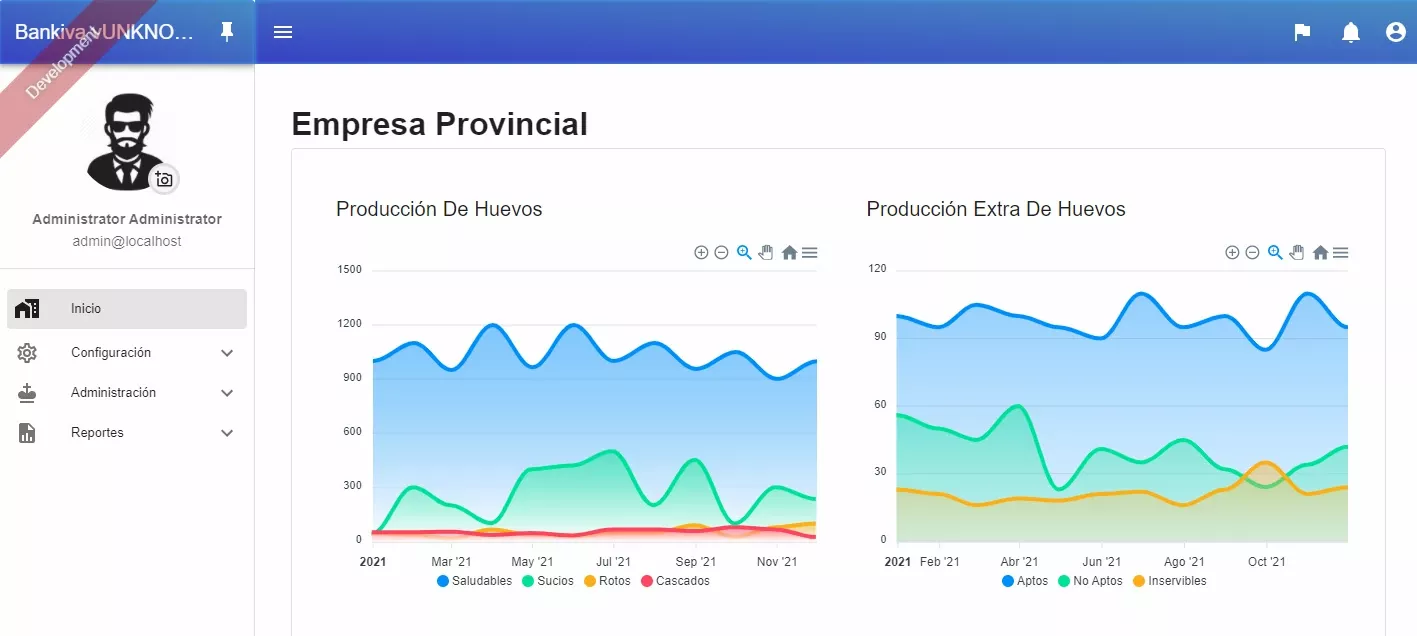 Bankiva vUNKNO...
Development
Administrator Administrator
admin@localhost
Inicio
Configuración
Administración
Reportes
Empresa Provincial
Producción De Huevos
1500
1200
900
600
300
0
2021 Mar '21 May '21 Jul '21 Sep '21 Nov '21
Saludables Sucios Rotos Cascados
Producción Extra De Huevos
120
90
60
30
0
2021 Feb '21 Abr '21 Jun '21 Ago '21 Oct '21
Aptos No Aptos Inservibles